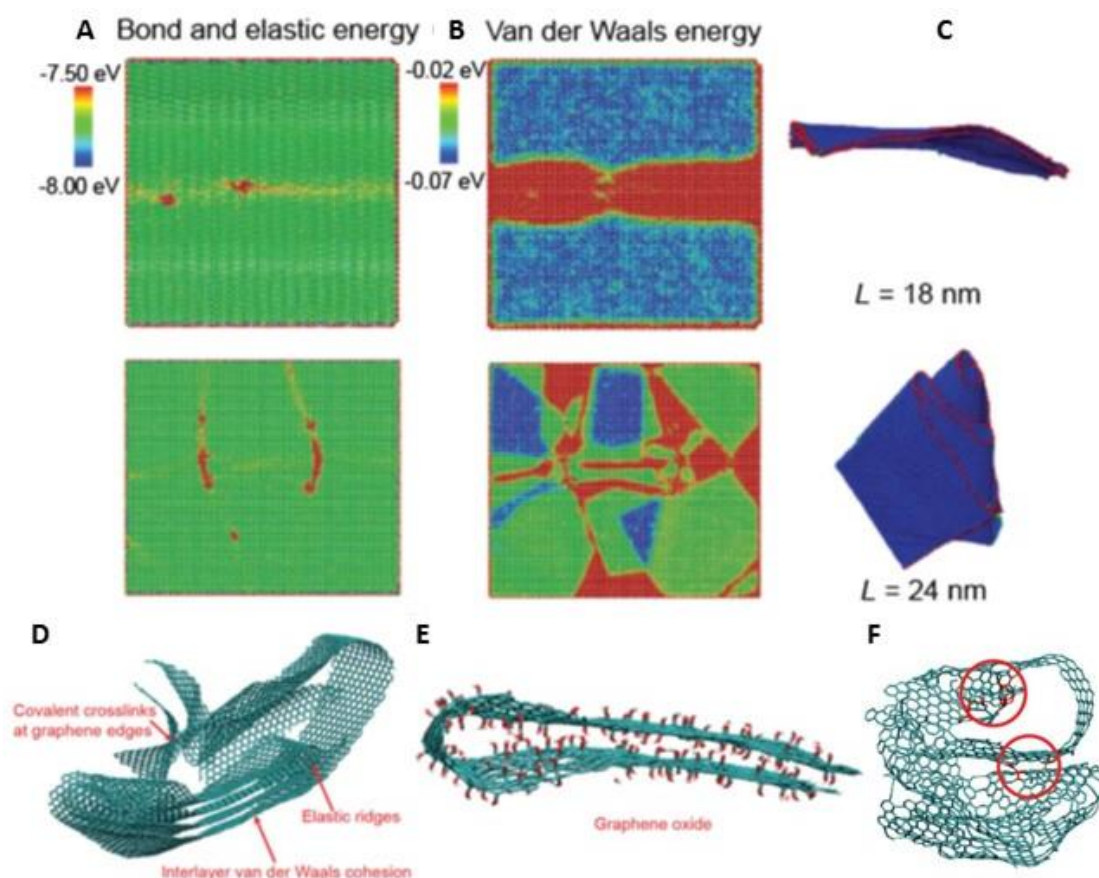 A Bond and elastic energy B Van der Waals energy C
-7.50 eV
-8.00 eV
-0.02 eV
-0.07 eV
L = 18 nm
L = 24 nm
D E F
Covalent crosslinks
at graphene edges
Elastic ridges
Interlayer van der Waals cohesion
Graphene oxide